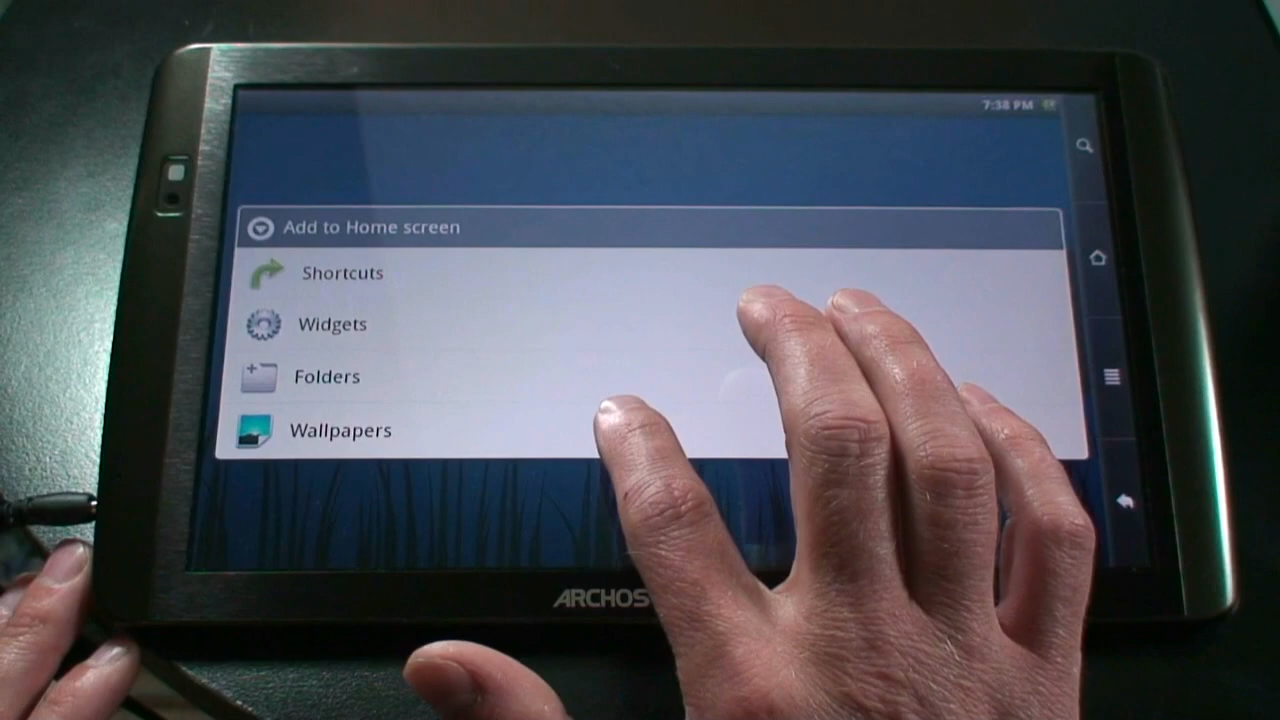 7:38 PM
Add to Home screen
Shortcuts
Widgets
Folders
Wallpapers
ARCHOS